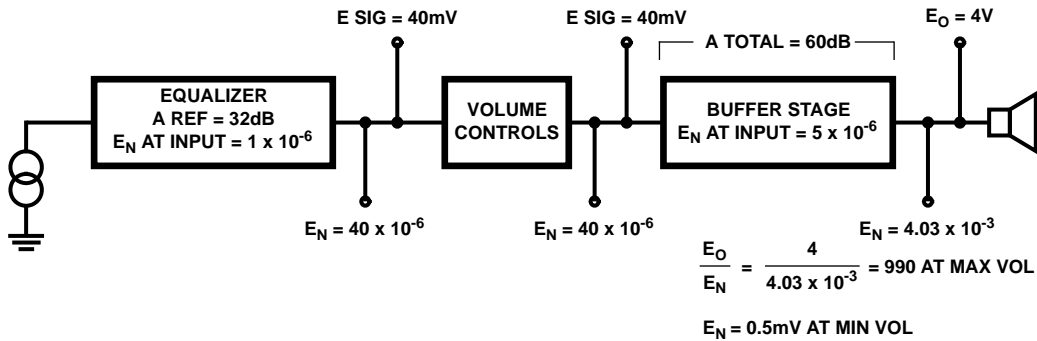 E SIG = 40mV
E SIG = 40mV
E_O = 4V
A TOTAL = 60dB
EQUALIZER
A REF = 32dB
E_N AT INPUT = 1 x 10^-6
VOLUME
CONTROLS
BUFFER STAGE
E_N AT INPUT = 5 x 10^-6
E_N = 40 x 10^-6
E_N = 40 x 10^-6
E_N = 4.03 x 10^-3
E_O / E_N = 4 / 4.03 x 10^-3 = 990 AT MAX VOL
E_N = 0.5mV AT MIN VOL